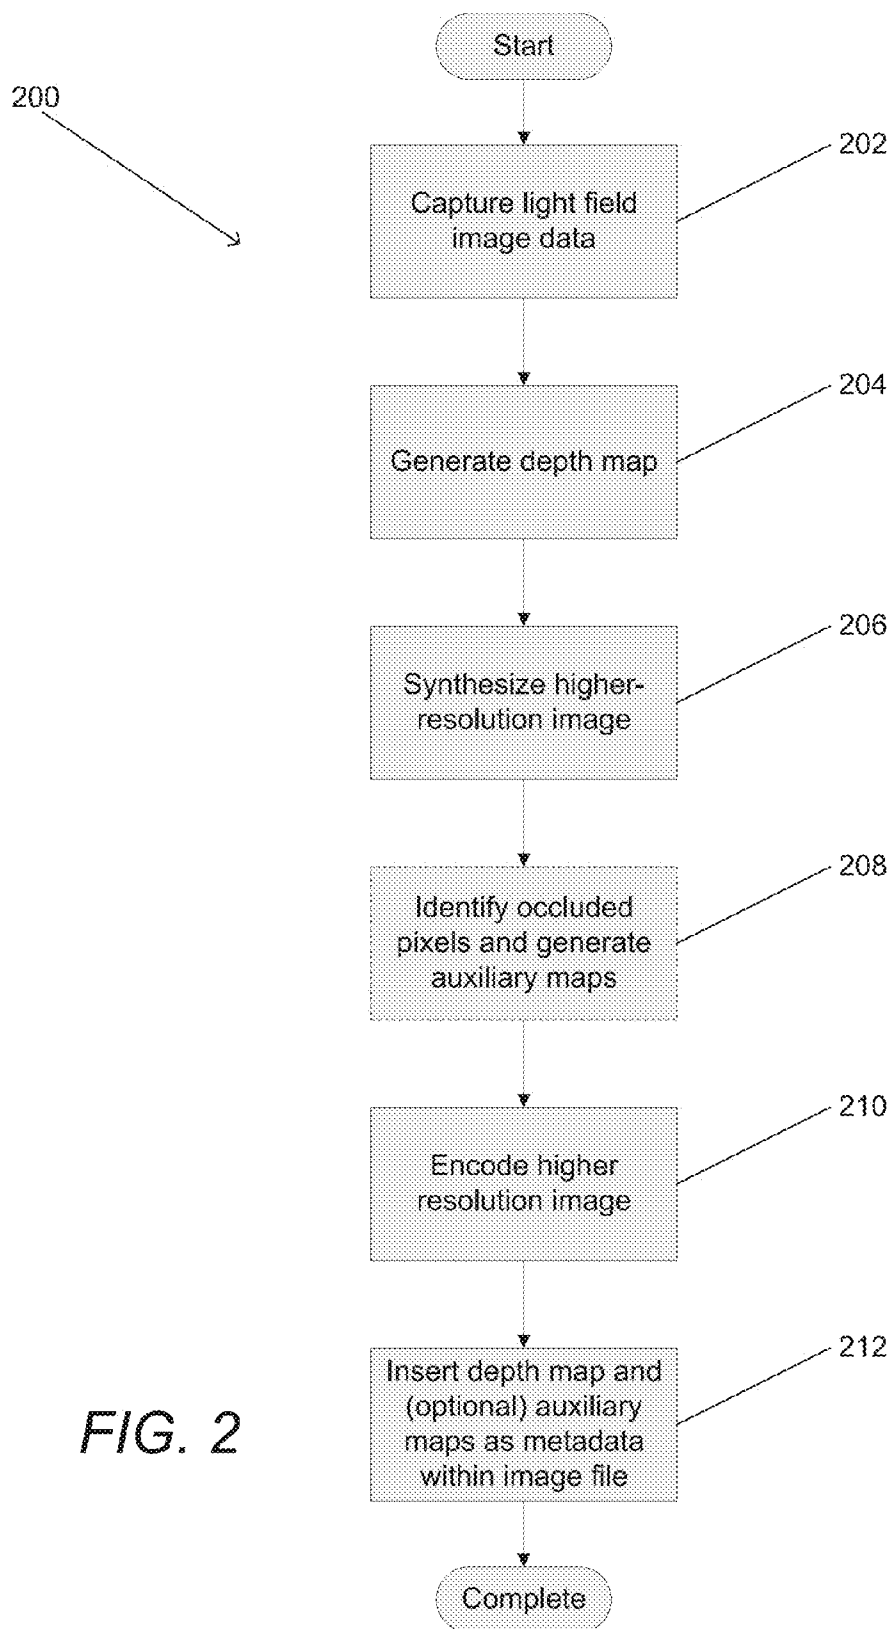 Start
200
202
Capture light field
image data
204
Generate depth map
206
Synthesize higher-
resolution image
208
Identify occluded
pixels and generate
auxiliary maps
210
Encode higher
resolution image
212
Insert depth map and
(optional) auxiliary
maps as metadata
within image file
FIG. 2
Complete